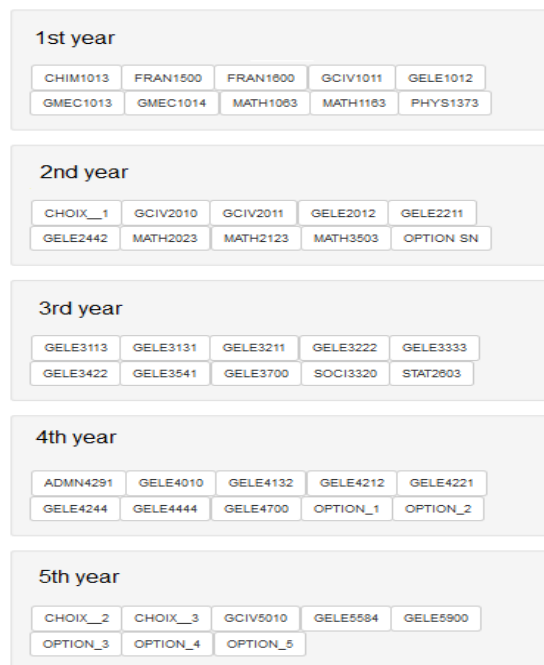 1st year
CHIM1013 FRAN1500 FRAN1600 GCIV1011 GELE1012
GMEC1013 GMEC1014 MATH1063 MATH1163 PHYS1373
2nd year
CHOIX__1 GCIV2010 GCIV2011 GELE2012 GELE2211
GELE2442 MATH2023 MATH2123 MATH3503 OPTION SN
3rd year
GELE3113 GELE3131 GELE3211 GELE3222 GELE3333
GELE3422 GELE3541 GELE3700 SOCI3320 STAT2603
4th year
ADMN4291 GELE4010 GELE4132 GELE4212 GELE4221
GELE4244 GELE4444 GELE4700 OPTION_1 OPTION_2
5th year
CHOIX__2 CHOIX__3 GCIV5010 GELE5584 GELE5900
OPTION_3 OPTION_4 OPTION_5